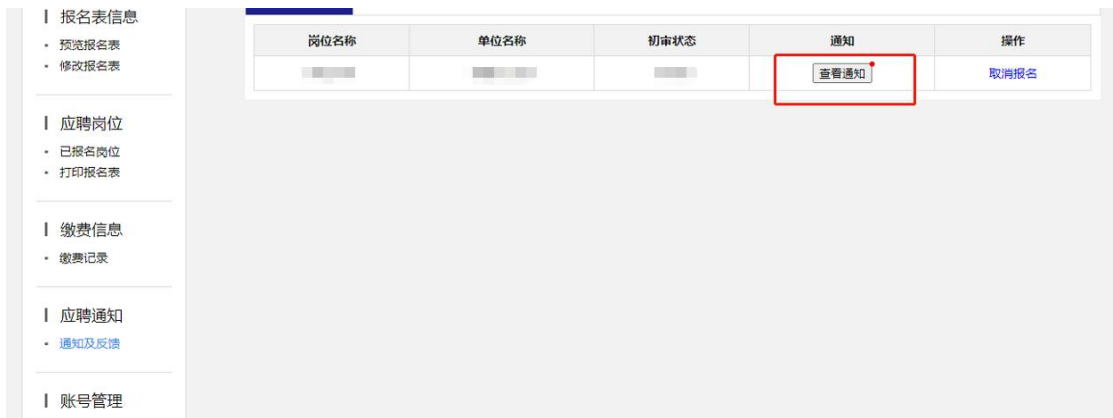 报名表信息
预览报名表
修改报名表
应聘岗位
已报名岗位
打印报名表
缴费信息
缴费记录
应聘通知
通知及反馈
账号管理
岗位名称 单位名称 初审状态 通知 操作
查看通知 取消报名